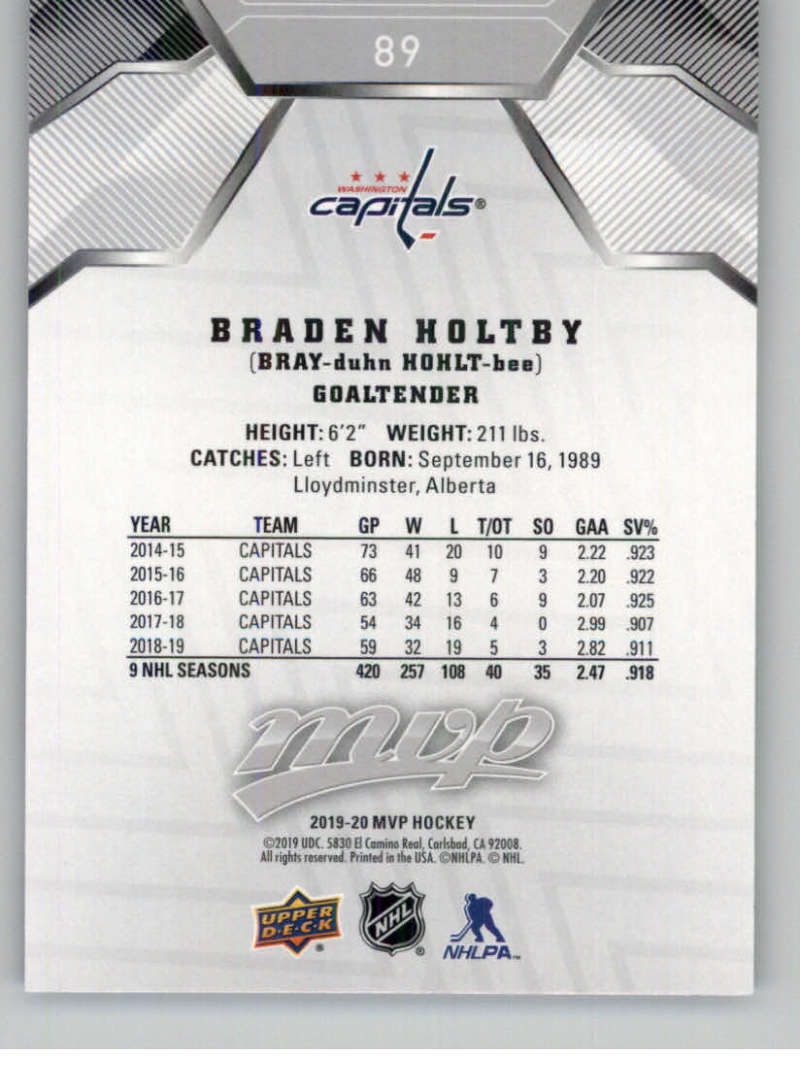 89
WASHINGTON
capitals®
BRADEN HOLTBY
(BRAY-duhn HOHLT-bee)
GOALTENDER
HEIGHT: 6'2" WEIGHT: 211 lbs.
CATCHES: Left BORN: September 16, 1989
Lloydminster, Alberta
YEAR TEAM GP W L T/OT SO GAA SV%
2014-15 CAPITALS 73 41 20 10 9 2.22 .923
2015-16 CAPITALS 66 48 9 7 3 2.20 .922
2016-17 CAPITALS 63 42 13 6 9 2.07 .925
2017-18 CAPITALS 54 34 16 4 0 2.99 .907
2018-19 CAPITALS 59 32 19 5 3 2.82 .911
9 NHL SEASONS 420 257 108 40 35 2.47 .918
mvp
2019-20 MVP HOCKEY
©2019 UDC. 5830 El Camino Real, Carlsbad, CA 92008.
All rights reserved. Printed in the USA. ©NHLPA. © NHL.
UPPER
D·E·C·K ®
NHL ®
NHLPA™